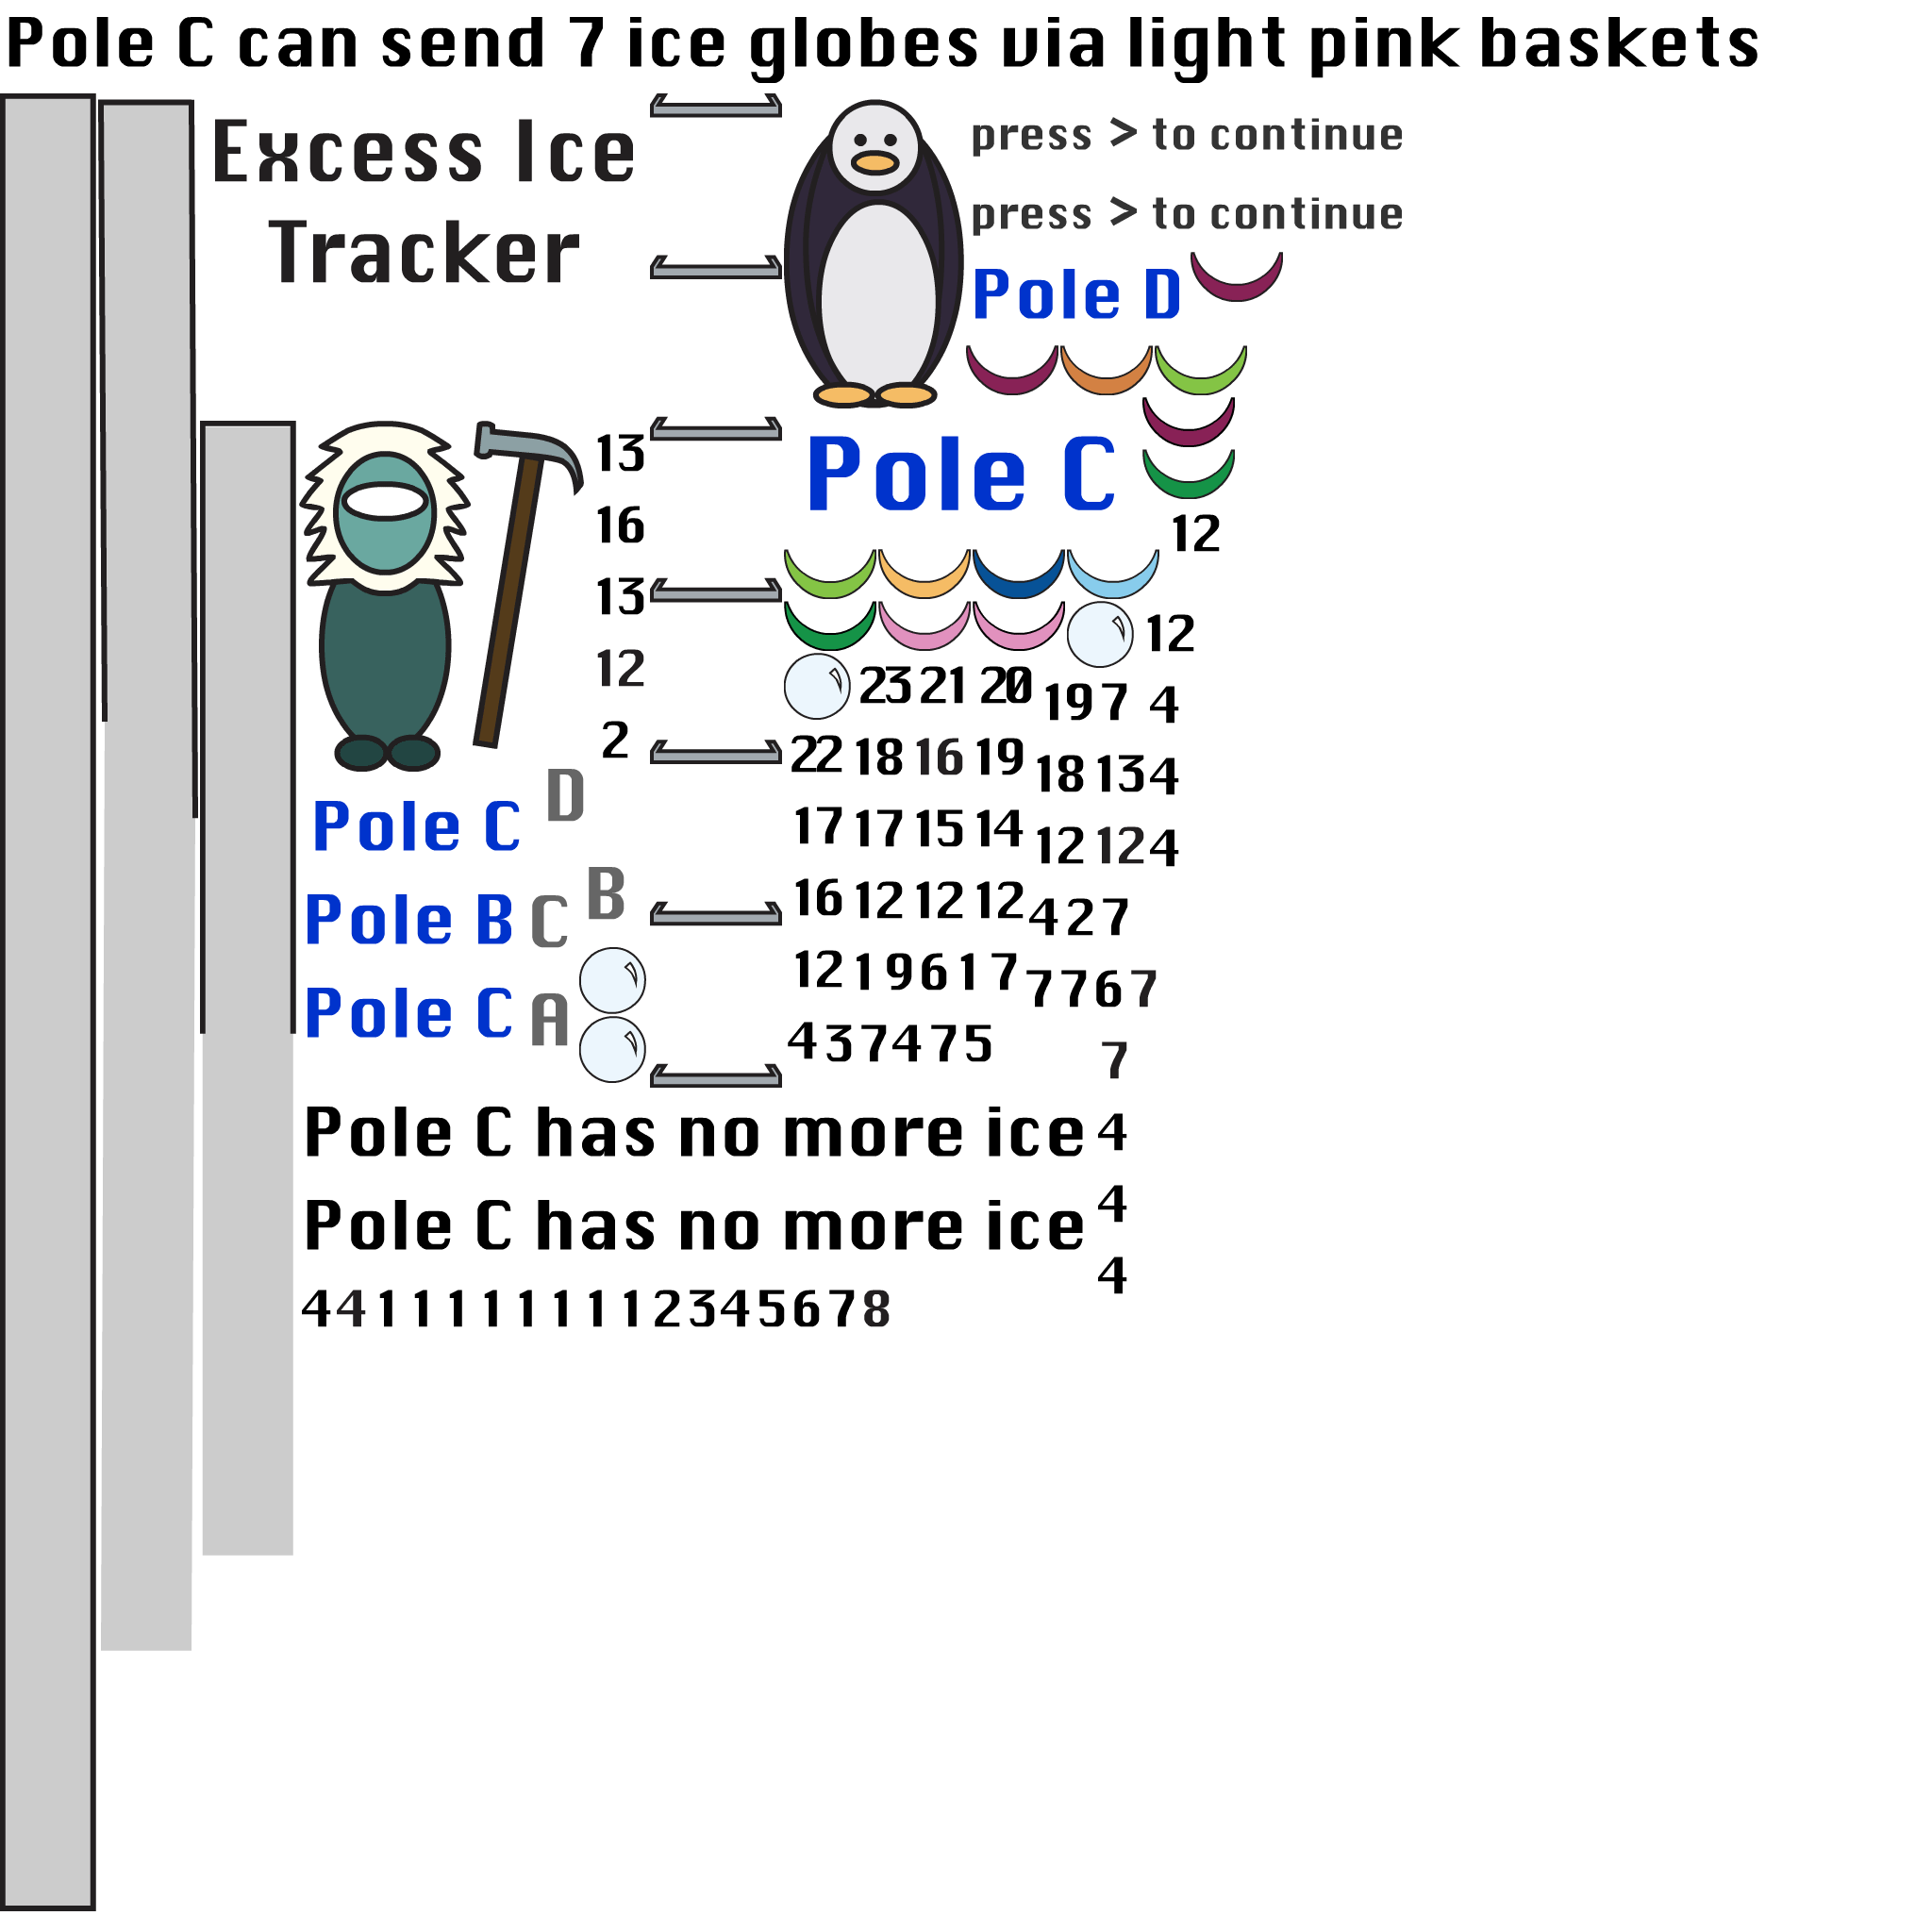 Pole C can send 7 ice globes via light pink baskets
Excess Ice
Tracker
press > to continue
press > to continue
Pole D
Pole C
13
16
13
12
2
12
12
23 21 20
19 7 4
22 18 16 19
18 13 4
17 17 15 14
12 12 4
16 12 12 12
4 2 7
12 1 9 6 1 7
7 7 6 7
4 3 7 4 7 5
7
D
Pole C
B
Pole B C
Pole C A
Pole C has no more ice
4
Pole C has no more ice
4
4
4 4 1 1 1 1 1 1 1 1 2 3 4 5 6 7 8